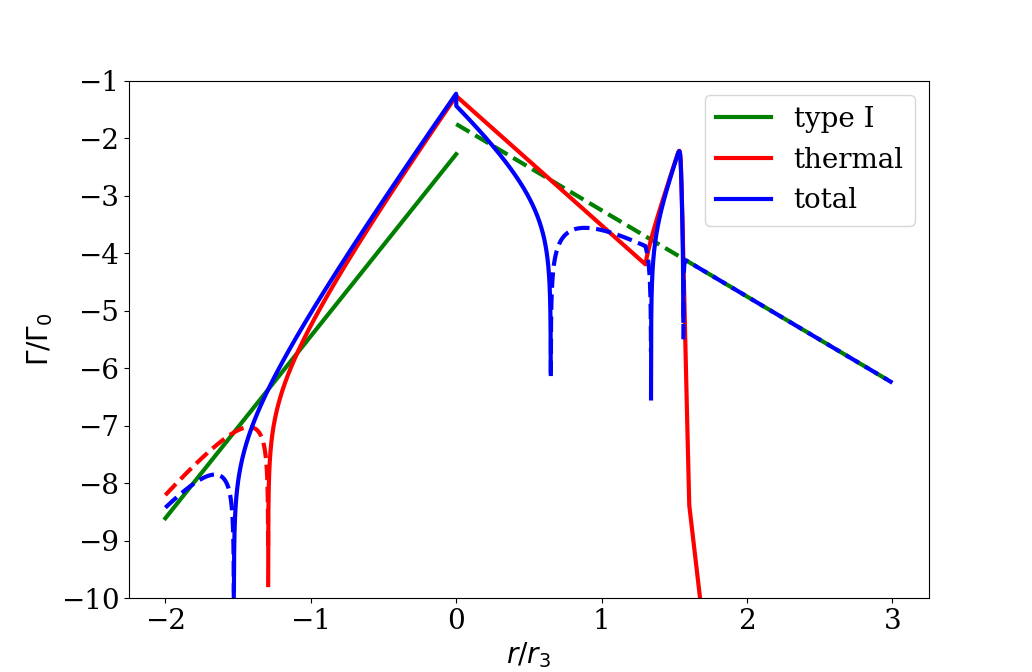 −1
−2
−3
−4
−5
−6
−7
−8
−9
−10
Γ/Γ₀
type I
thermal
total
−2 −1 0 1 2 3
r/r₃